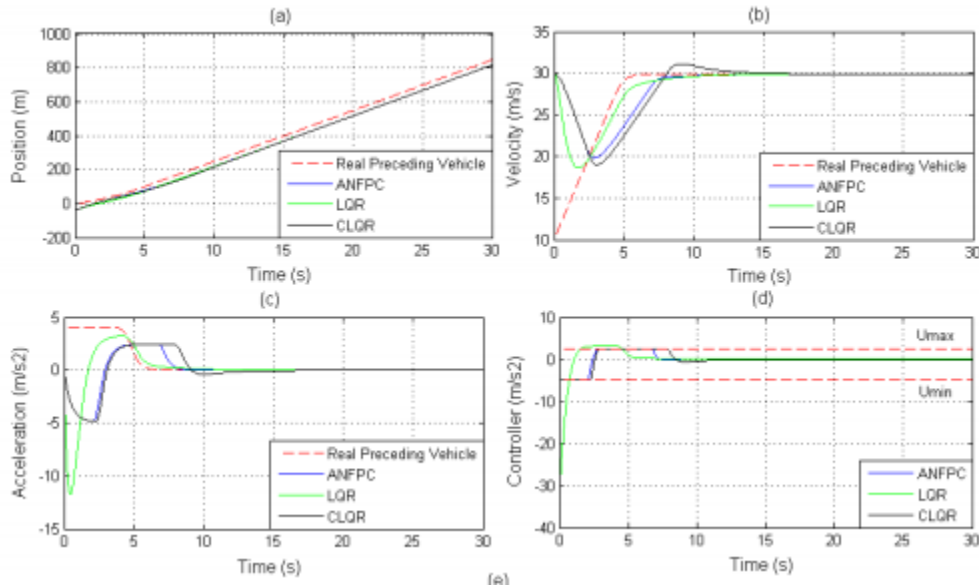 (a)
1000
800
600
400
200
0
-200
Position (m)
Real Preceding Vehicle
ANFPC
LQR
CLQR
0 5 10 15 20 25 30
Time (s)
(b)
35
30
25
20
15
10
Velocity (m/s)
Real Preceding Vehicle
ANFPC
LQR
CLQR
0 5 10 15 20 25 30
Time (s)
(c)
5
0
-5
-10
-15
Acceleration (m/s2)
Real Preceding Vehicle
ANFPC
LQR
CLQR
0 5 10 15 20 25 30
Time (s)
(d)
10
0
-10
-20
-30
-40
Controller (m/s2)
Umax
Umin
ANFPC
LQR
CLQR
0 5 10 15 20 25 30
Time (s)
(e)